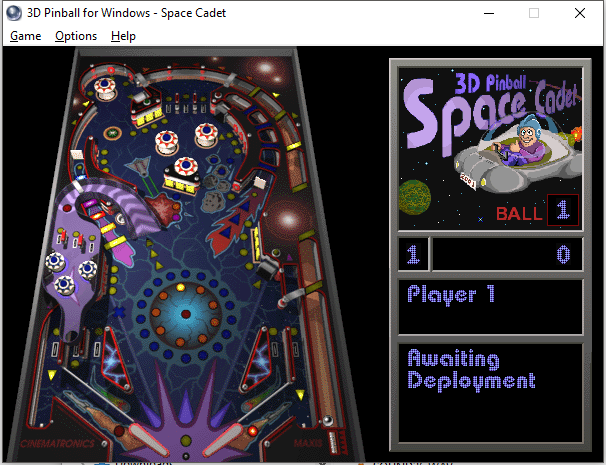 3D Pinball for Windows - Space Cadet
Game Options Help
3D Pinball
Space Cadet
BALL 1
1 0
Player 1
Awaiting
Deployment
CINEMATRONICS
MAXIS